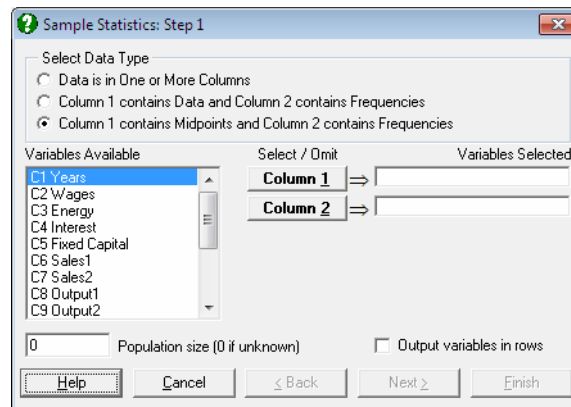 Sample Statistics: Step 1
Select Data Type
Data is in One or More Columns
Column 1 contains Data and Column 2 contains Frequencies
Column 1 contains Midpoints and Column 2 contains Frequencies
Variables Available
Select / Omit
Variables Selected
C1 Years
C2 Wages
C3 Energy
C4 Interest
C5 Fixed Capital
C6 Sales1
C7 Sales2
C8 Output1
C9 Output2
Column 1
Column 2
0 Population size (0 if unknown)
Output variables in rows
Help
Cancel
< Back
Next >
Finish